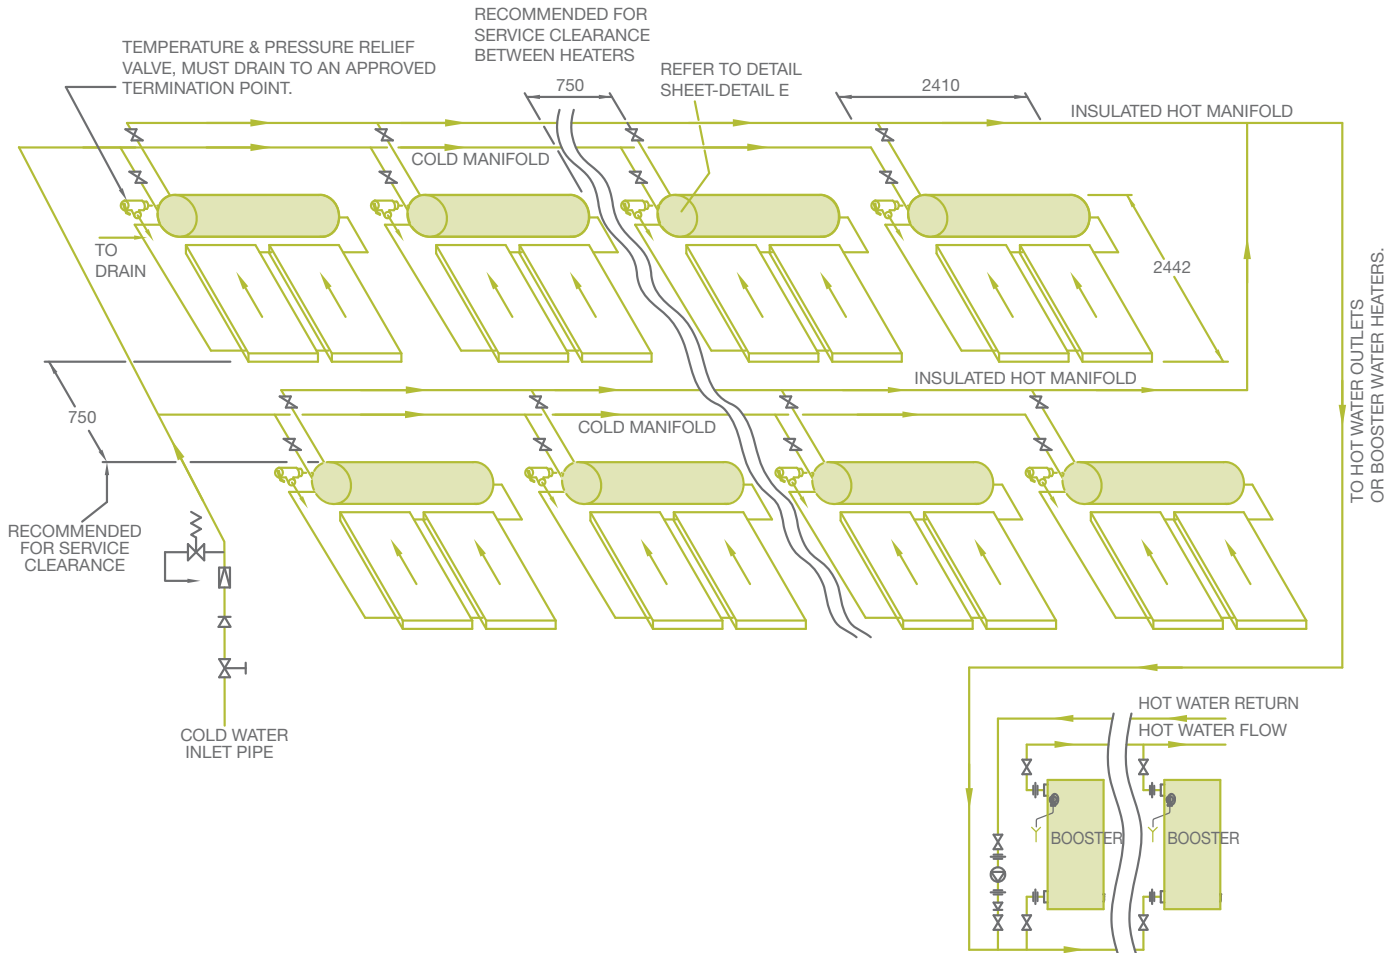 RECOMMENDED FOR
SERVICE CLEARANCE
BETWEEN HEATERS
TEMPERATURE & PRESSURE RELIEF
VALVE, MUST DRAIN TO AN APPROVED
TERMINATION POINT.
REFER TO DETAIL
SHEET-DETAIL E
750
2410
INSULATED HOT MANIFOLD
COLD MANIFOLD
TO
DRAIN
2442
TO HOT WATER OUTLETS
OR BOOSTER WATER HEATERS.
INSULATED HOT MANIFOLD
750
COLD MANIFOLD
RECOMMENDED
FOR SERVICE
CLEARANCE
COLD WATER
INLET PIPE
HOT WATER RETURN
HOT WATER FLOW
BOOSTER
BOOSTER